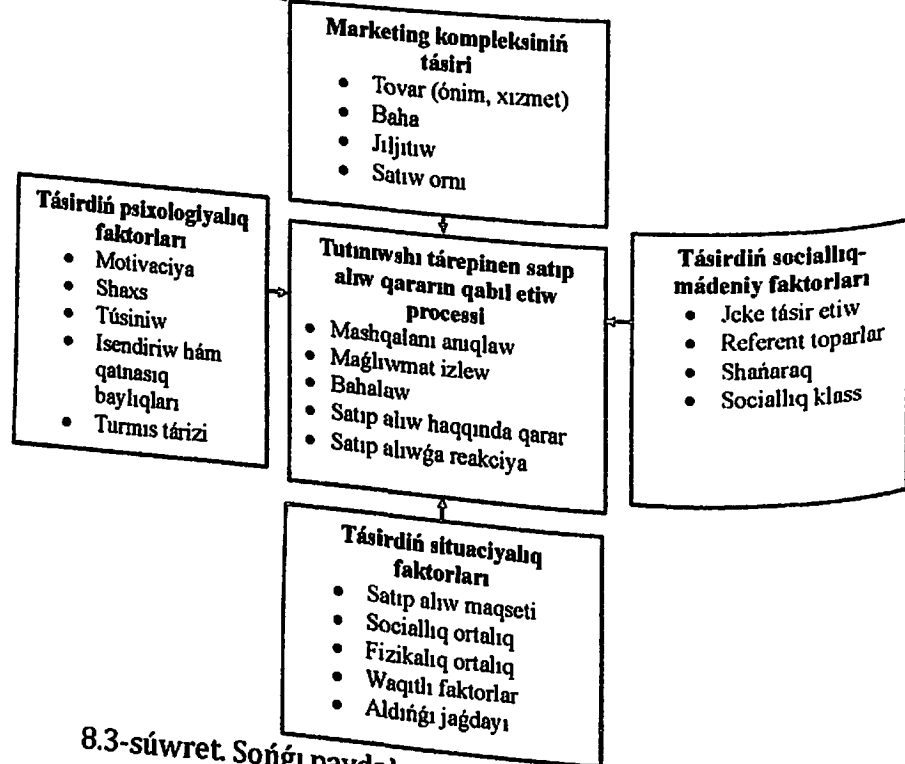 Marketing kompleksiniń
tásiri
• Tovar (ónim, xızmet)
• Baha
• Jıljıtıw
• Satıw ornı
Tásirdiń psixologiyalıq
faktorları
• Motivaciya
• Shaxs
• Túsiniw
• Isendiriw hám
qatnasıq
baylıqları
• Turmıs tárizi
Tutınıwshı tárepinen satıp
alıw qararın qabıl etiw
processi
• Mashqalanı anıqlaw
• Maǵlıwmat izlew
• Bahalaw
• Satıp alıw haqqında qarar
• Satıp alıwǵa reakciya
Tásirdiń sociallıq-
mádeniy faktorları
• Jeke tásir etiw
• Referent toparlar
• Shańaraq
• Sociallıq klass
Tásirdiń situaciyalıq
faktorları
• Satıp alıw maqseti
• Sociallıq ortalıq
• Fizikalıq ortalıq
• Waqıtlı faktorlar
• Aldıńǵı jaǵdayı
8.3-súwret. Sońǵı